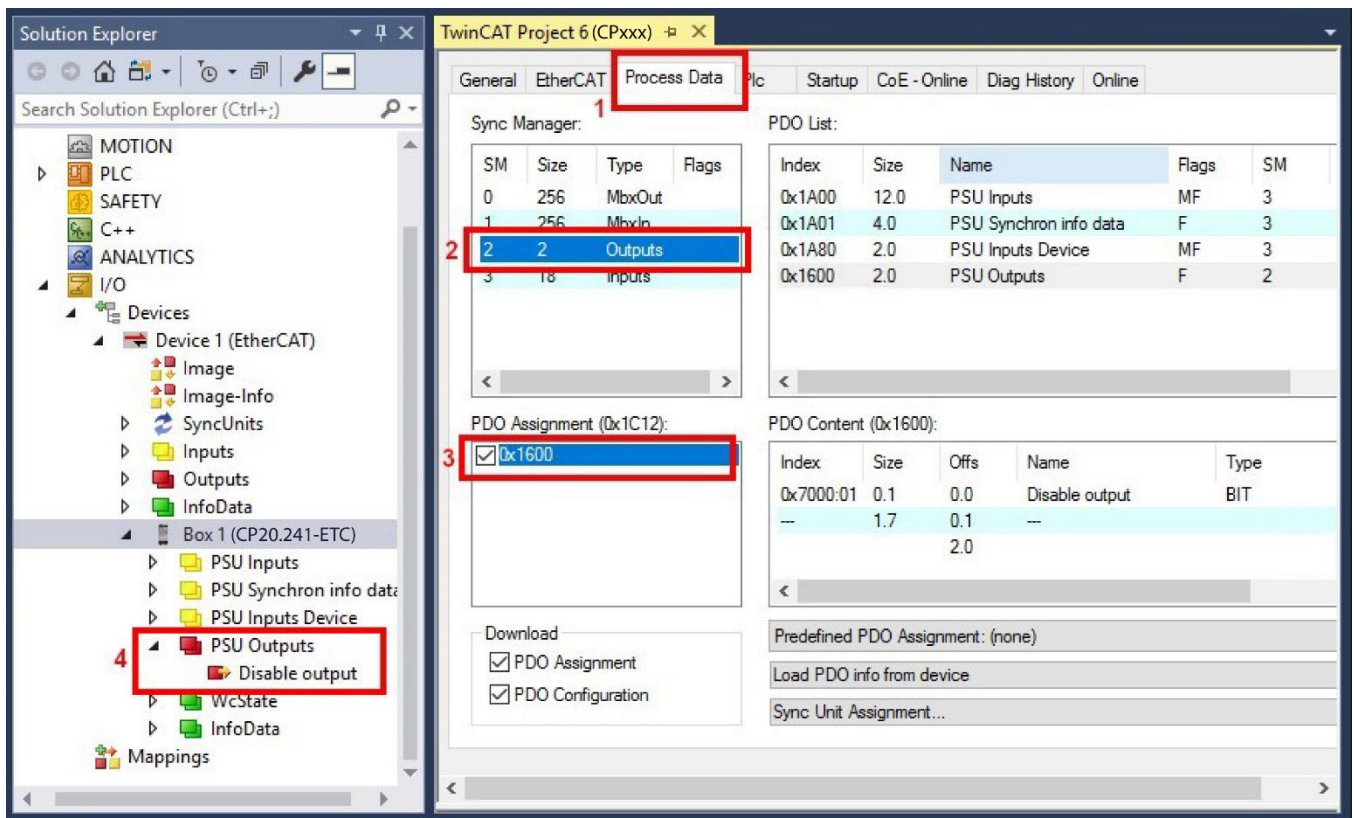 Solution Explorer
Search Solution Explorer (Ctrl+;)
MOTION
PLC
SAFETY
C++
ANALYTICS
I/O
Devices
Device 1 (EtherCAT)
Image
Image-Info
SyncUnits
Inputs
Outputs
InfoData
Box 1 (CP20.241-ETC)
PSU Inputs
PSU Synchron info data
PSU Inputs Device
4
PSU Outputs
Disable output
WcState
InfoData
Mappings
TwinCAT Project 6 (CPxxx)
General EtherCAT Process Data Plc Startup CoE - Online Diag History Online
1
Sync Manager:
SM Size Type Flags
0 256 MbxOut
1 256 MbxIn
2 2 2 Outputs
3 18 Inputs
PDO List:
Index Size Name Flags SM
0x1A00 12.0 PSU Inputs MF 3
0x1A01 4.0 PSU Synchron info data F 3
0x1A80 2.0 PSU Inputs Device MF 3
0x1600 2.0 PSU Outputs F 2
PDO Assignment (0x1C12):
3 0x1600
PDO Content (0x1600):
Index Size Offs Name Type
0x7000:01 0.1 0.0 Disable output BIT
--- 1.7 0.1 ---
2.0
Download
PDO Assignment
PDO Configuration
Predefined PDO Assignment: (none)
Load PDO info from device
Sync Unit Assignment...